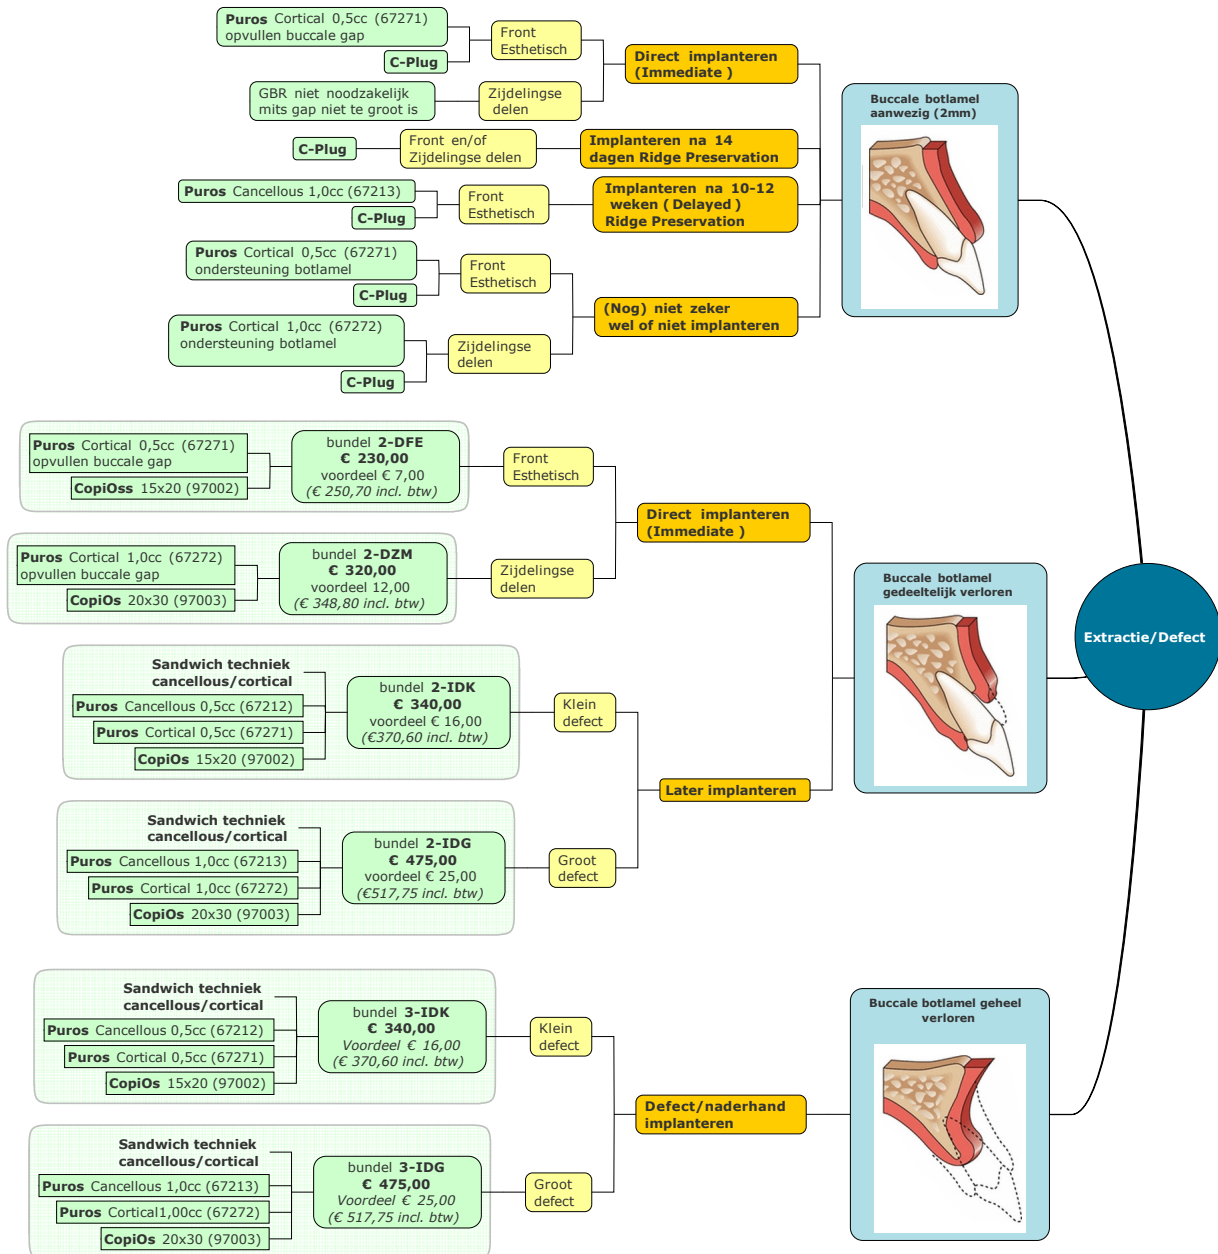 Puros Cortical 0,5cc (67271)
opvullen buccale gap
C-Plug
Front
Esthetisch
GBR niet noodzakelijk
mits gap niet te groot is
Zijdelingse
delen
Direct implanteren
(Immediate )
C-Plug
Front en/of
Zijdelingse delen
Implanteren na 14
dagen Ridge Preservation
Puros Cancellous 1,0cc (67213)
C-Plug
Front
Esthetisch
Implanteren na 10-12
weken ( Delayed )
Ridge Preservation
Puros Cortical 0,5cc (67271)
ondersteuning botlamel
C-Plug
Front
Esthetisch
Puros Cortical 1,0cc (67272)
ondersteuning botlamel
C-Plug
Zijdelingse
delen
(Nog) niet zeker
wel of niet implanteren
Buccale botlamel
aanwezig (2mm)
Puros Cortical 0,5cc (67271)
opvullen buccale gap
CopiOss 15x20 (97002)
bundel 2-DFE
€ 230,00
voordeel € 7,00
(€ 250,70 incl. btw)
Front
Esthetisch
Puros Cortical 1,0cc (67272)
opvullen buccale gap
CopiOs 20x30 (97003)
bundel 2-DZM
€ 320,00
voordeel 12,00
(€ 348,80 incl. btw)
Zijdelingse
delen
Direct implanteren
(Immediate )
Sandwich techniek
cancellous/cortical
Puros Cancellous 0,5cc (67212)
Puros Cortical 0,5cc (67271)
CopiOs 15x20 (97002)
bundel 2-IDK
€ 340,00
voordeel € 16,00
(€370,60 incl. btw)
Klein
defect
Sandwich techniek
cancellous/cortical
Puros Cancellous 1,0cc (67213)
Puros Cortical 1,0cc (67272)
CopiOs 20x30 (97003)
bundel 2-IDG
€ 475,00
voordeel € 25,00
(€517,75 incl. btw)
Groot
defect
Later implanteren
Buccale botlamel
gedeeltelijk verloren
Extractie/Defect
Sandwich techniek
cancellous/cortical
Puros Cancellous 0,5cc (67212)
Puros Cortical 0,5cc (67271)
CopiOs 15x20 (97002)
bundel 3-IDK
€ 340,00
Voordeel € 16,00
(€ 370,60 incl. btw)
Klein
defect
Sandwich techniek
cancellous/cortical
Puros Cancellous 1,0cc (67213)
Puros Cortical1,00cc (67272)
CopiOs 20x30 (97003)
bundel 3-IDG
€ 475,00
Voordeel € 25,00
(€ 517,75 incl. btw)
Groot
defect
Defect/naderhand
implanteren
Buccale botlamel geheel
verloren